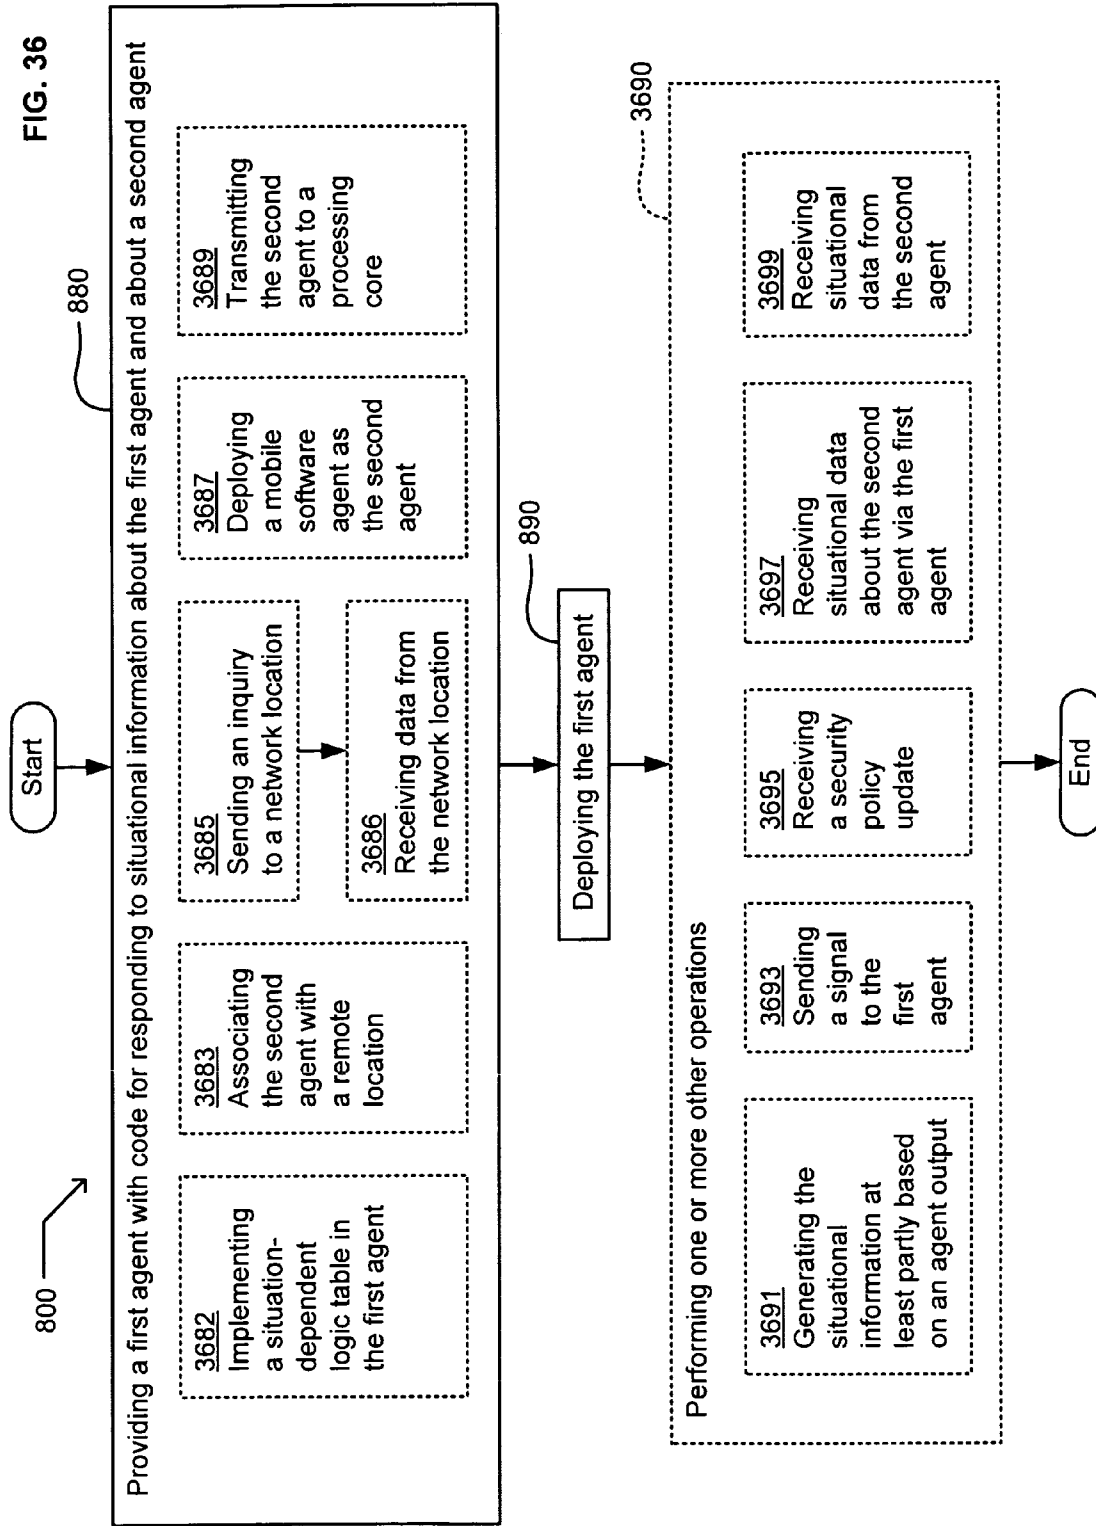 FIG. 36
800
Start
880
Providing a first agent with code for responding to situational information about the first agent and about a second agent
3682
Implementing
a situation-
dependent
logic table in
the first agent
3683
Associating
the second
agent with
a remote
location
3685
Sending an inquiry
to a network location
3686
Receiving data from
the network location
3687
Deploying
a mobile
software
agent as
the second
agent
3689
Transmitting
the second
agent to a
processing
core
890
Deploying the first agent
3690
Performing one or more other operations
3691
Generating the
situational
information at
least partly based
on an agent output
3693
Sending
a signal
to the
first
agent
3695
Receiving
a security
policy
update
3697
Receiving
situational data
about the second
agent via the first
agent
3699
Receiving
situational
data from
the second
agent
End